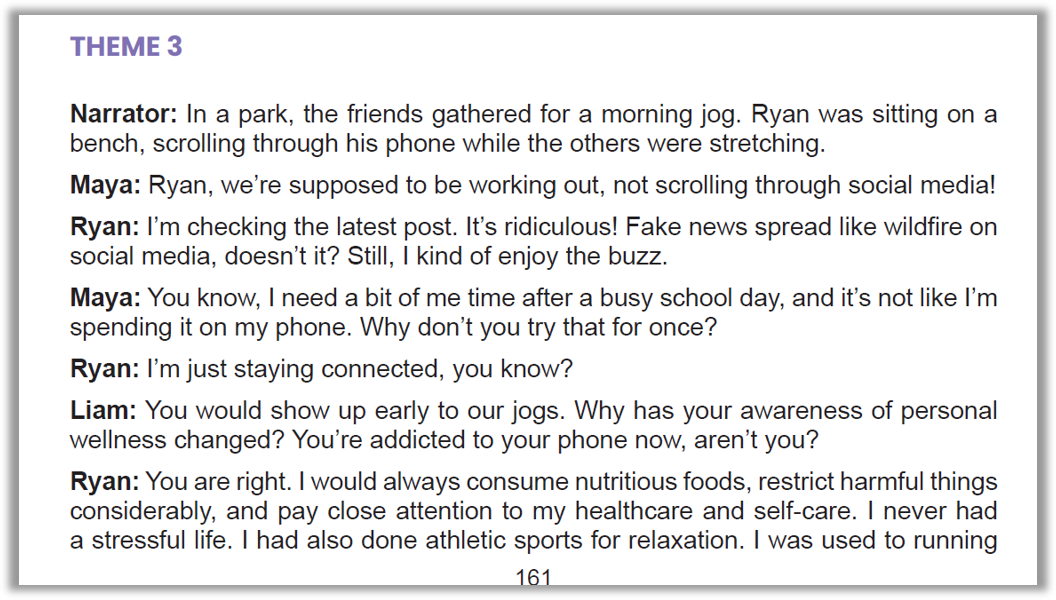 THEME 3
Narrator: In a park, the friends gathered for a morning jog. Ryan was sitting on a
bench, scrolling through his phone while the others were stretching.
Maya: Ryan, we’re supposed to be working out, not scrolling through social media!
Ryan: I’m checking the latest post. It’s ridiculous! Fake news spread like wildfire on
social media, doesn’t it? Still, I kind of enjoy the buzz.
Maya: You know, I need a bit of me time after a busy school day, and it’s not like I’m
spending it on my phone. Why don’t you try that for once?
Ryan: I’m just staying connected, you know?
Liam: You would show up early to our jogs. Why has your awareness of personal
wellness changed? You’re addicted to your phone now, aren’t you?
Ryan: You are right. I would always consume nutritious foods, restrict harmful things
considerably, and pay close attention to my healthcare and self-care. I never had
a stressful life. I had also done athletic sports for relaxation. I was used to running
161